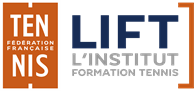 TEN
FÉDÉRATION
FRANÇAISE
NIS
LIFT
L'INSTITUT
FORMATION TENNIS